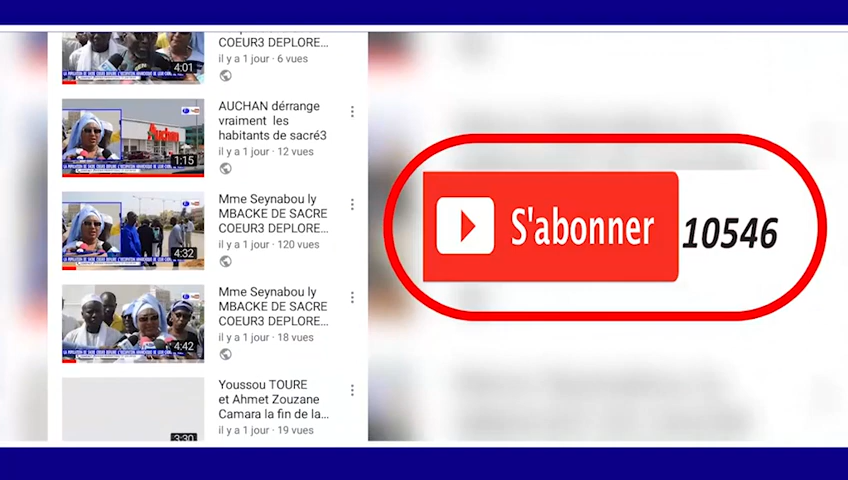 COEUR3 DEPLORE...
il y a 1 jour · 6 vues
4:01
AUCHAN dérrange
vraiment les
habitants de sacré3
il y a 1 jour · 12 vues
Auchan
1:15
Mme Seynabou ly
MBACKE DE SACRE
COEUR3 DEPLORE...
il y a 1 jour · 120 vues
4:32
Mme Seynabou ly
MBACKE DE SACRE
COEUR3 DEPLORE...
il y a 1 jour · 18 vues
4:42
Youssou TOURE
et Ahmet Zouzane
Camara la fin de la...
il y a 1 jour · 19 vues
3:30
S'abonner 10546